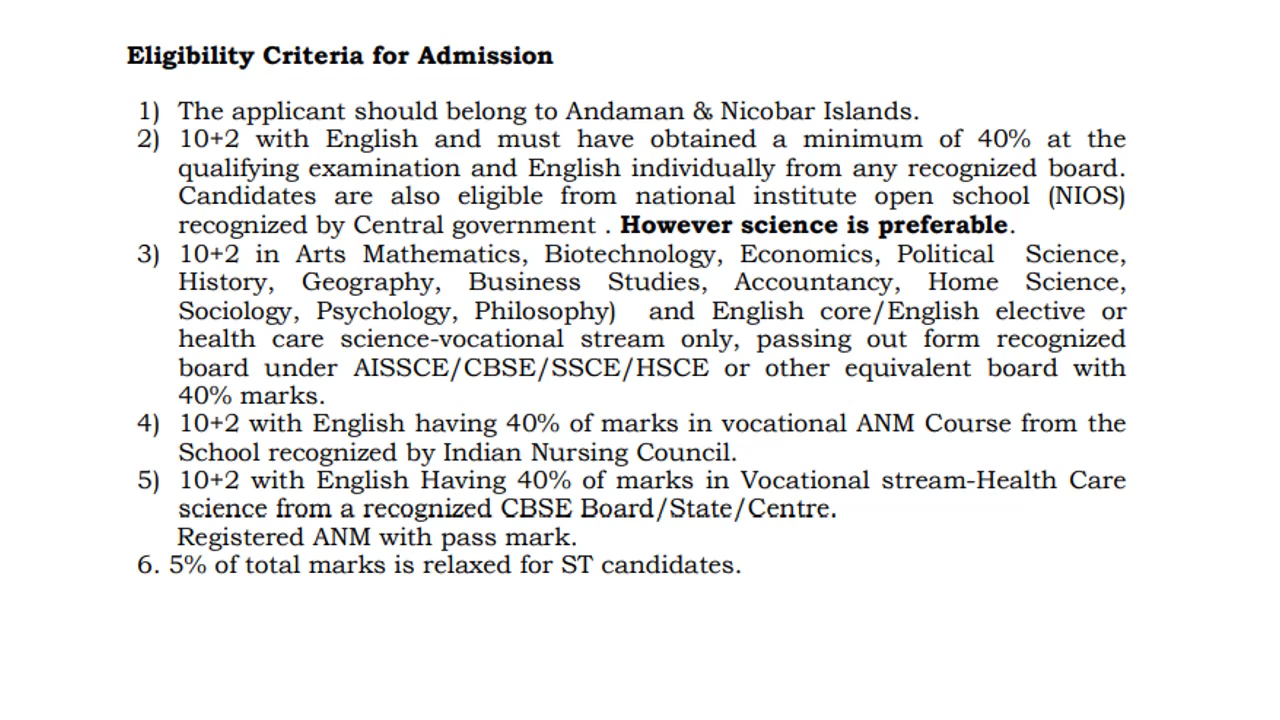 Eligibility Criteria for Admission
1) The applicant should belong to Andaman & Nicobar Islands.
2) 10+2 with English and must have obtained a minimum of 40% at the
qualifying examination and English individually from any recognized board.
Candidates are also eligible from national institute open school (NIOS)
recognized by Central government . However science is preferable.
3) 10+2 in Arts Mathematics, Biotechnology, Economics, Political Science,
History, Geography, Business Studies, Accountancy, Home Science,
Sociology, Psychology, Philosophy) and English core/English elective or
health care science-vocational stream only, passing out form recognized
board under AISSCE/CBSE/SSCE/HSCE or other equivalent board with
40% marks.
4) 10+2 with English having 40% of marks in vocational ANM Course from the
School recognized by Indian Nursing Council.
5) 10+2 with English Having 40% of marks in Vocational stream-Health Care
science from a recognized CBSE Board/State/Centre.
Registered ANM with pass mark.
6. 5% of total marks is relaxed for ST candidates.